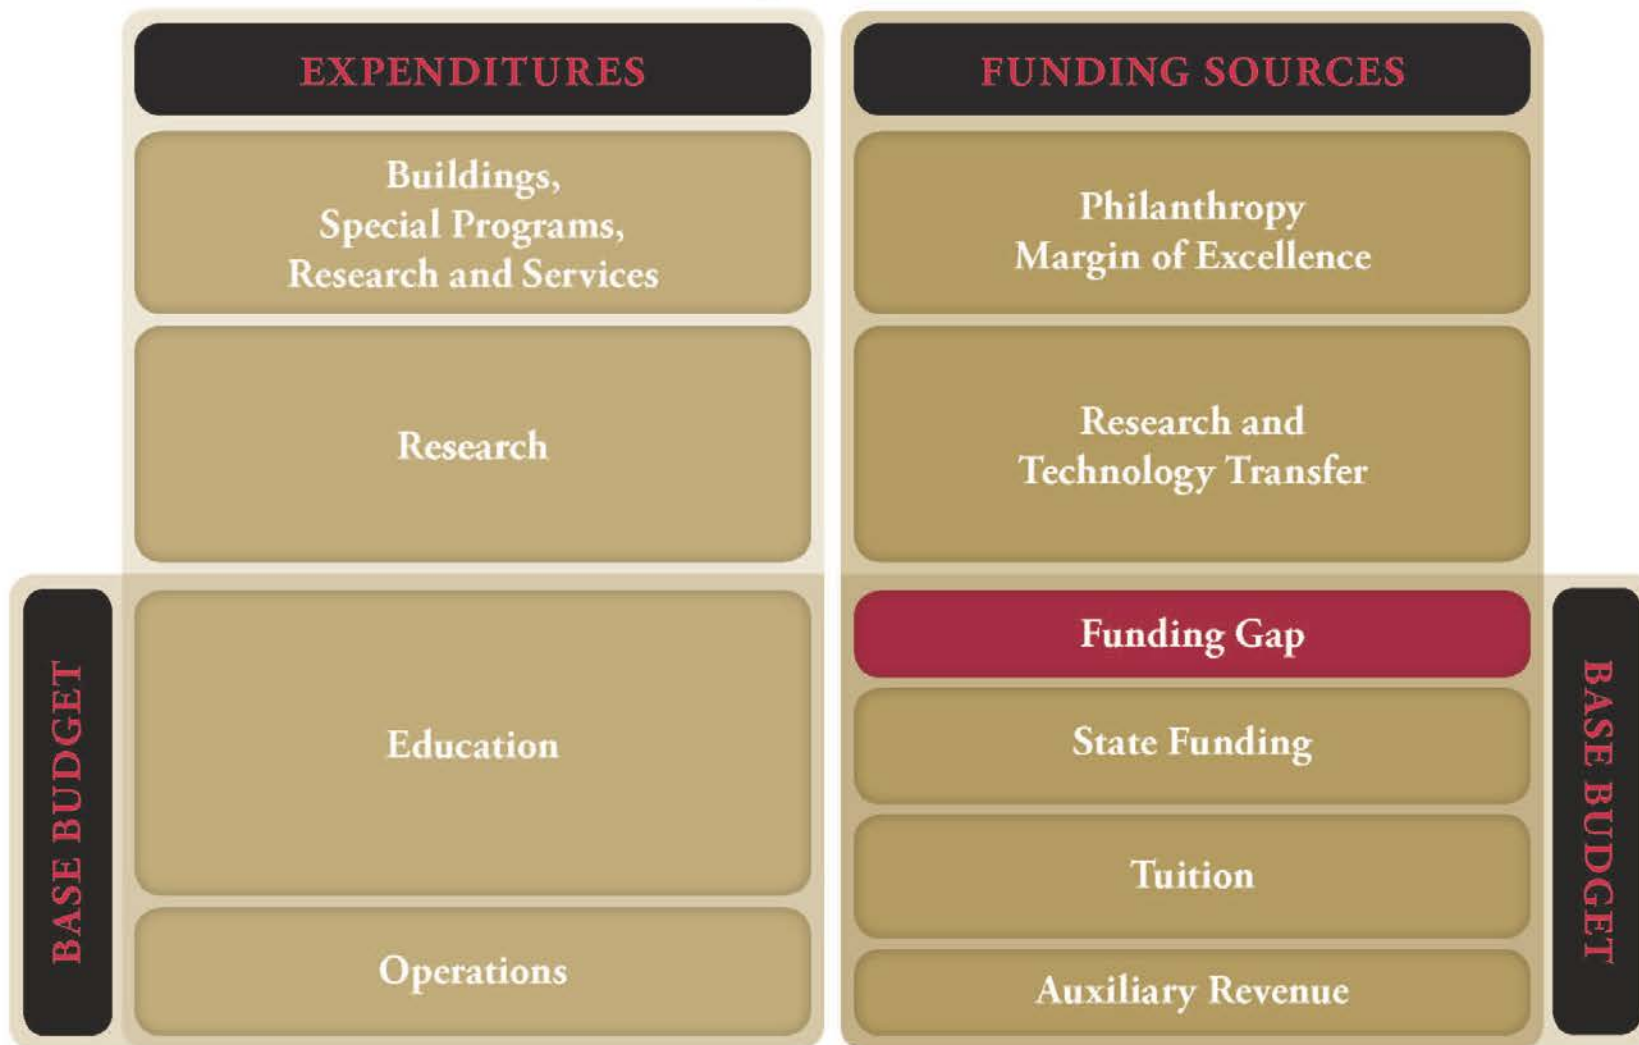 EXPENDITURES
Buildings,
Special Programs,
Research and Services
Research
BASE BUDGET
Education
Operations
FUNDING SOURCES
Philanthropy
Margin of Excellence
Research and
Technology Transfer
Funding Gap
State Funding
Tuition
Auxiliary Revenue
BASE BUDGET